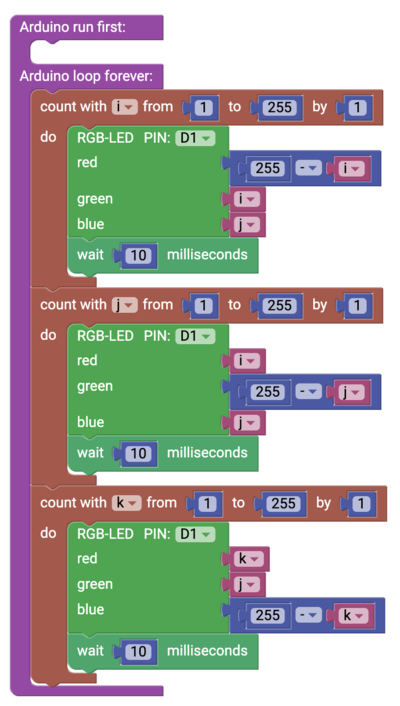 Arduino run first:
Arduino loop forever:
count with i from 1 to 255 by 1
do RGB-LED PIN: D1
red 255 - i
green i
blue j
wait 10 milliseconds
count with j from 1 to 255 by 1
do RGB-LED PIN: D1
red i
green 255 - j
blue j
wait 10 milliseconds
count with k from 1 to 255 by 1
do RGB-LED PIN: D1
red k
green j
blue 255 - k
wait 10 milliseconds